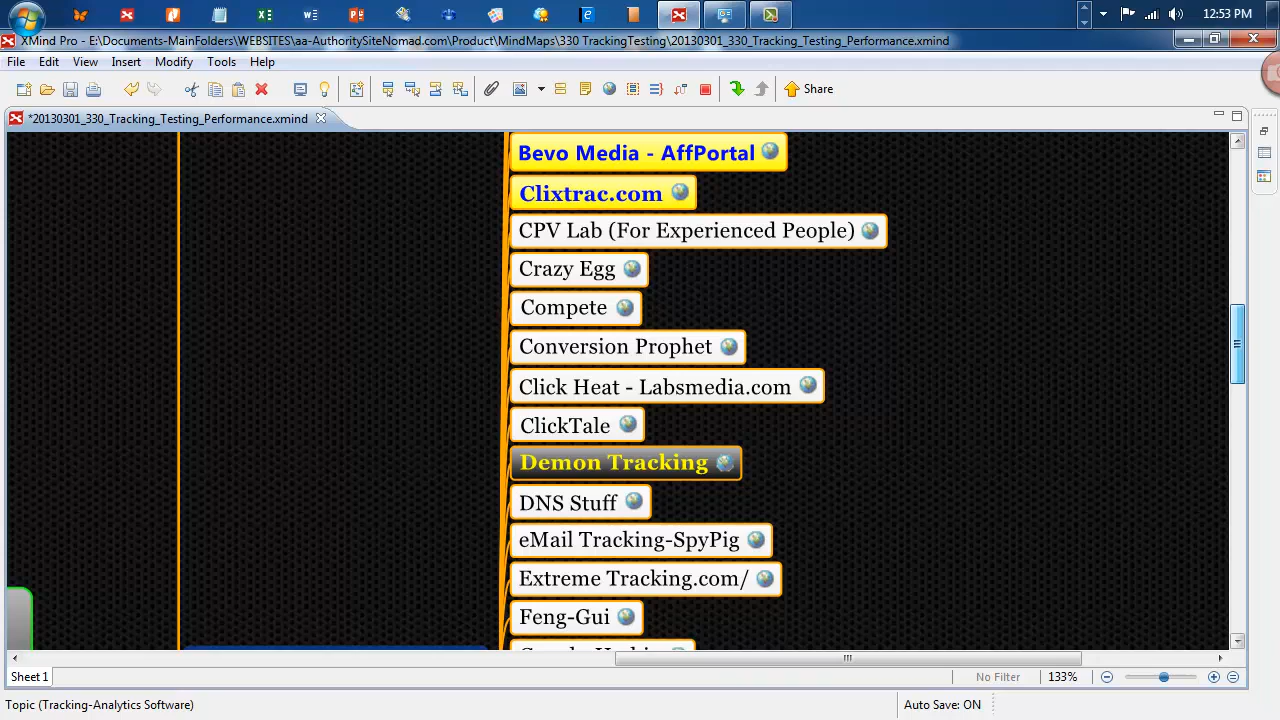 12:53 PM
XMind Pro - E:\Documents-MainFolders\WEBSITES\aa-AuthoritySiteNomad.com\Product\MindMaps\330 TrackingTesting\20130301_330_Tracking_Testing_Performance.xmind
File Edit View Insert Modify Tools Help
Share
*20130301_330_Tracking_Testing_Performance.xmind
Bevo Media - AffPortal
Clixtrac.com
CPV Lab (For Experienced People)
Crazy Egg
Compete
Conversion Prophet
Click Heat - Labsmedia.com
ClickTale
Demon Tracking
DNS Stuff
eMail Tracking-SpyPig
Extreme Tracking.com/
Feng-Gui
Sheet 1
No Filter
133%
Topic (Tracking-Analytics Software)
Auto Save: ON